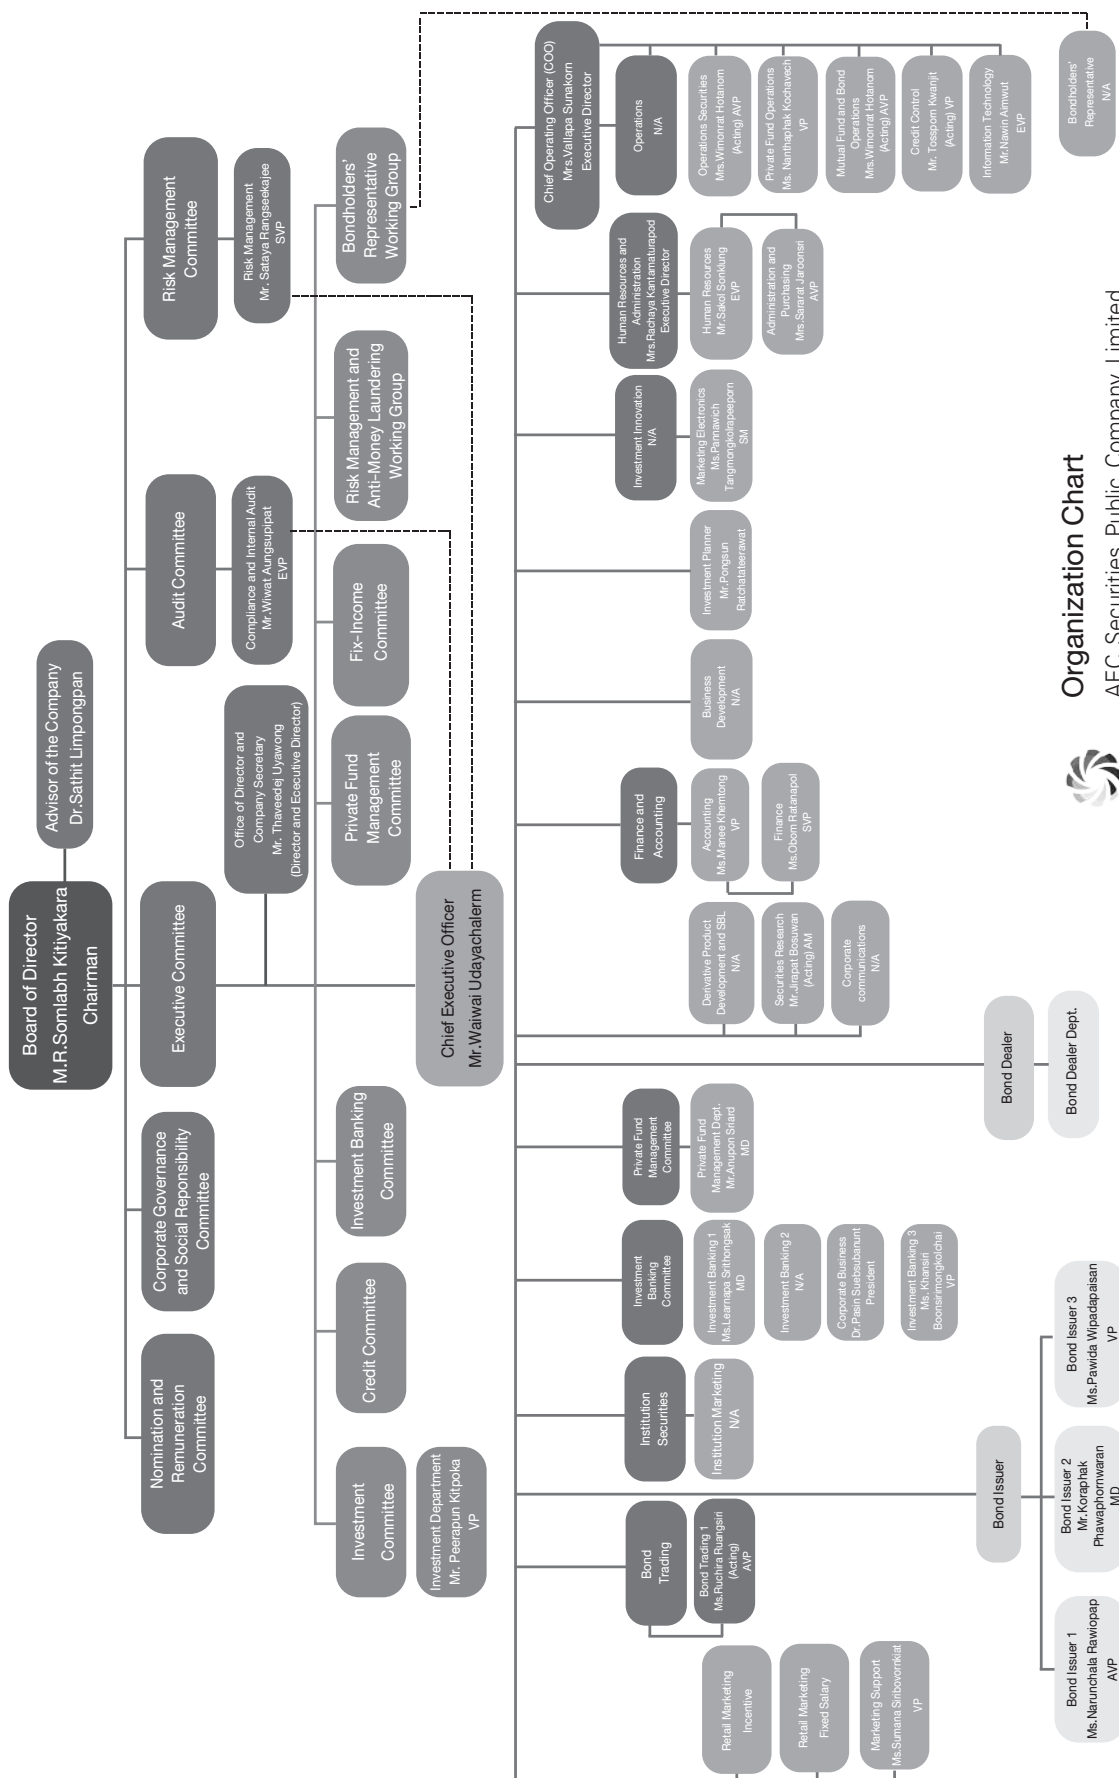 Board of Director
M.R.Somlabh Kitiyakara
Chairman
Advisor of the Company
Dr.Sathit Limpongpan
Nomination and
Remuneration
Committee
Corporate Governance
and Social Reponsibility
Committee
Executive Committee
Audit Committee
Risk Management
Committee
Office of Director and
Company Secretary
Mr. Thaveedej Uyawong
(Director and Ececutive Director)
Compliance and Internal Audit
Mr.Wiwat Aungsupipat
EVP
Risk Management
Mr. Sataya Rangseekajee
SVP
Investment
Committee
Investment Department
Mr. Peerapun Kitpoka
VP
Credit Committee
Investment Banking
Committee
Private Fund
Management
Committee
Fix-Income
Committee
Risk Management and
Anti-Money Laundering
Working Group
Bondholders'
Representative
Working Group
Chief Executive Officer
Mr.Waiwai Udayachalerm
Retail Marketing
Incentive
Retail Marketing
Fixed Salary
Marketing Support
Ms.Sumana Siribovornkiat
VP
Bond
Trading
Bond Trading 1
Ms.Ruchira Ruangsiri
(Acting)
AVP
Institution
Securities
Institution Marketing
N/A
Investment
Banking
Committee
Investment Banking 1
Ms.Learnapa Srithongsak
MD
Investment Banking 2
N/A
Corporate Business
Dr.Pasin Suebsubanunt
President
Investment Banking 3
Ms. Khansiri
Boonsirimongkolchai
VP
Private Fund
Management
Committee
Private Fund
Management Dept.
Mr.Anupon Sriard
MD
Derivative Product
Development and SBL
N/A
Securities Research
Mr.Jirapat Bosuwan
(Acting) AM
Corporate
communications
N/A
Finance and
Accounting
Accounting
Ms.Manee Khemtong
VP
Finance
Ms.Obom Ratanapol
SVP
Business
Development
N/A
Investment Planner
Mr.Pongsun
Ratchatateerawat
Investment Innovation
N/A
Marketing Electronics
Ms.Pannawich
Tangmongkolrapeeporn
SM
Human Resources and
Administration
Mrs.Rachaya Kantamaturapod
Executive Director
Human Resources
Mr.Sakol Sonklung
EVP
Administration and
Purchasing
Mrs.Sararat Jaroonsri
AVP
Chief Operating Officer (COO)
Mrs.Vallapa Sunakorn
Executive Director
Operations
N/A
Operations Securities
Mrs.Wimonrat Hotanom
(Acting) AVP
Private Fund Operations
Ms. Nanthaphak Kochavech
VP
Mutual Fund and Bond
Operations
Mrs.Wimonrat Hotanom
(Acting) AVP
Credit Control
Mr. Tossporn Kwanjit
(Acting) VP
Information Technology
Mr.Nawin Aimwut
EVP
Bond Issuer
Bond Issuer 1
Ms.Narunchala Rawiopap
AVP
Bond Issuer 2
Mr.Koraphak
Phawaphornwaran
MD
Bond Issuer 3
Ms.Pawida Wipadapaisan
VP
Bond Dealer
Bond Dealer Dept.
Bondholders'
Representative
N/A
Organization Chart
AEC Securities Public Company Limited